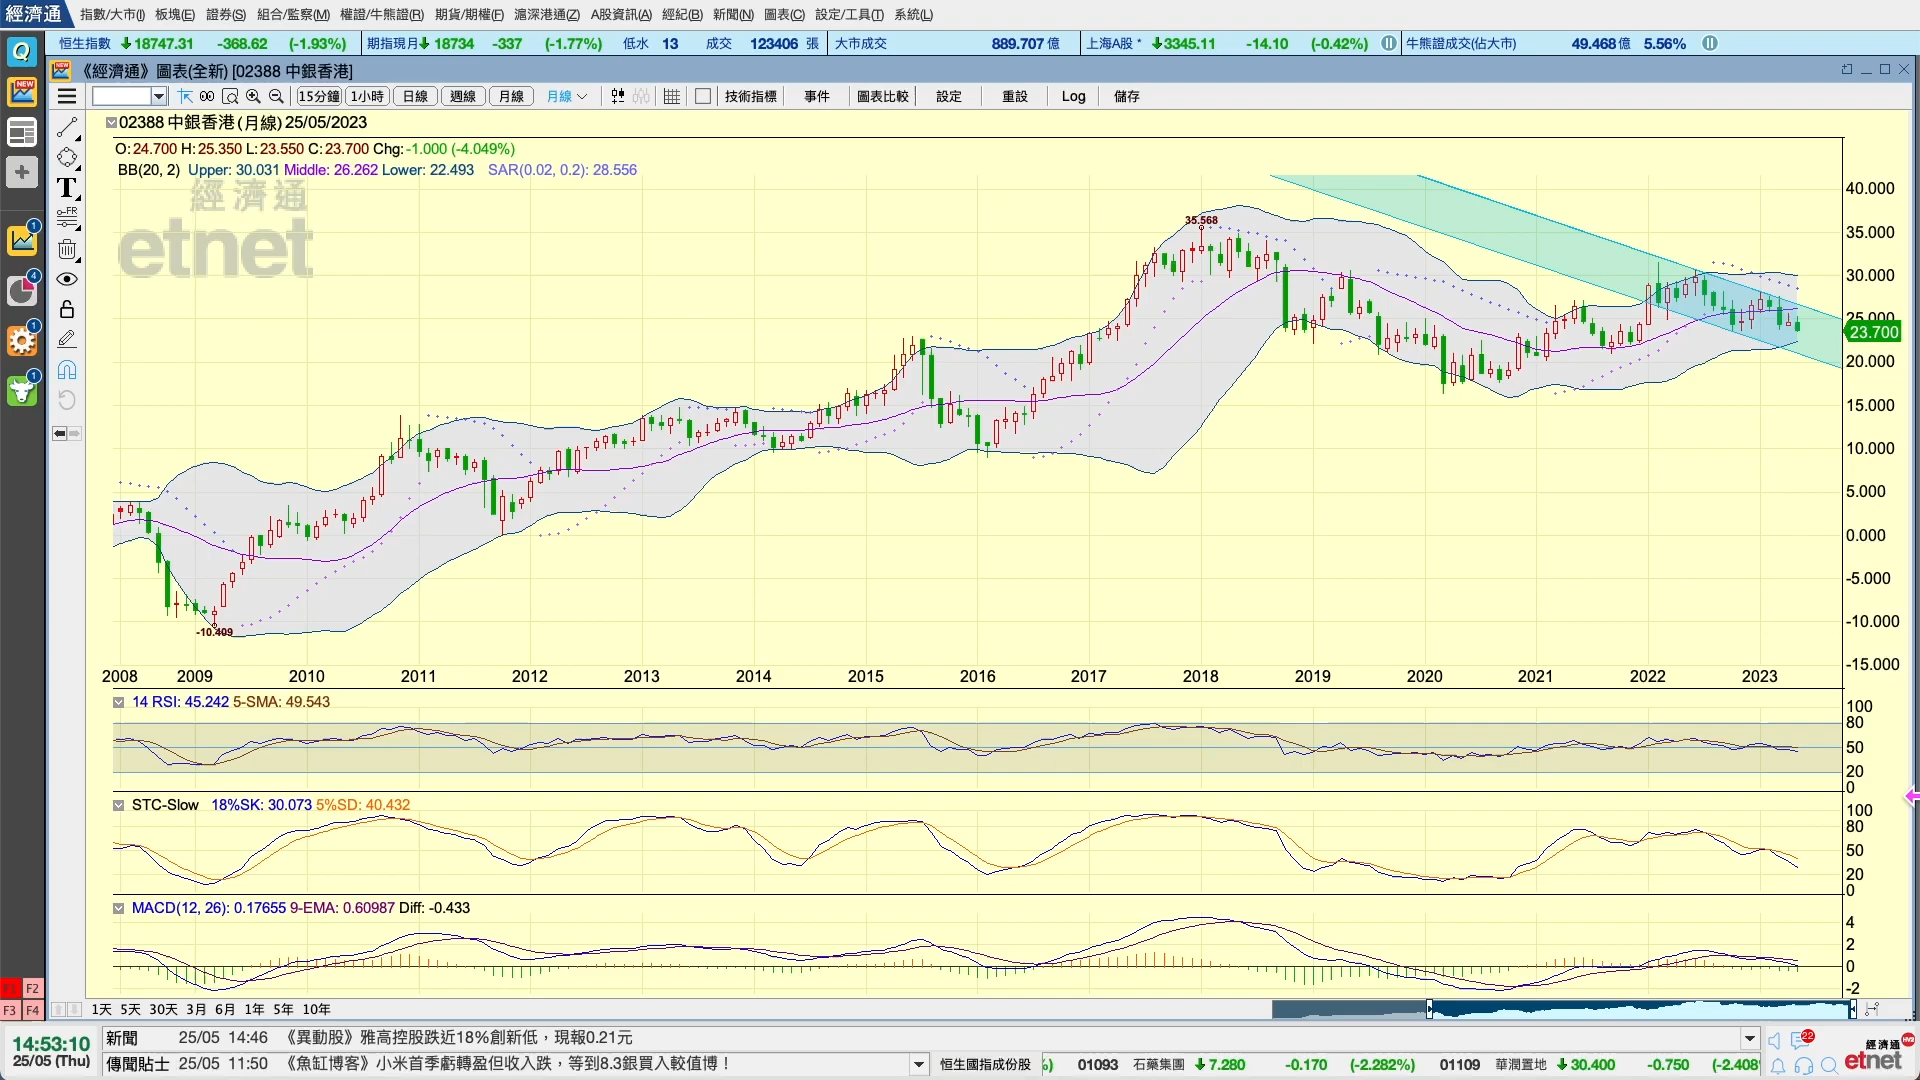 經濟通 指數/大市(I) 板塊(E) 證券(S) 組合/監察(M) 權證/牛熊證(R) 期貨/期權(F) 滬深港通(Z) A股資訊(A) 經紀(B) 新聞(N) 圖表(C) 設定/工具(T) 系統(L)
恒生指數 18747.31 -368.62 (-1.93%) 期指現月 18734 -337 (-1.77%) 低水 13 成交 123406 張 大市成交 889.707 億 上海A股 * 3345.11 -14.10 (-0.42%) 牛熊證成交(佔大市) 49.468 億 5.56%
《經濟通》圖表(全新) [02388 中銀香港]
15分鐘 1小時 日線 週線 月線 月線 技術指標 事件 圖表比較 設定 重設 Log 儲存
02388 中銀香港 (月線) 25/05/2023
O: 24.700 H: 25.350 L: 23.550 C: 23.700 Chg: -1.000 (-4.049%)
BB(20, 2) Upper: 30.031 Middle: 26.262 Lower: 22.493 SAR(0.02, 0.2): 28.556
經濟通
etnet
40.000
35.568
35.000
30.000
25.000
23.700
20.000
15.000
10.000
5.000
0.000
-5.000
-10.000
-10.409
-15.000
2008 2009 2010 2011 2012 2013 2014 2015 2016 2017 2018 2019 2020 2021 2022 2023
14 RSI: 45.242 5-SMA: 49.543
100
80
50
20
0
STC-Slow 18%SK: 30.073 5%SD: 40.432
100
80
50
20
0
MACD(12, 26): 0.17655 9-EMA: 0.60987 Diff: -0.433
4
2
0
-2
1天 5天 30天 3月 6月 1年 5年 10年
NEW
Q
T
FR
1
4
1
1
F1 F2
F3 F4
14:53:10
25/05 (Thu)
新聞 25/05 14:46 《異動股》雅高控股跌近18%創新低，現報0.21元
傳聞貼士 25/05 11:50 《魚缸博客》小米首季虧轉盈但收入跌，等到8.3銀買入較值博！
恒生國指成份股 %) 01093 石藥集團 7.280 -0.170 (-2.282%) 01109 華潤置地 30.400 -0.750 (-2.408%
22
經濟通
etnet